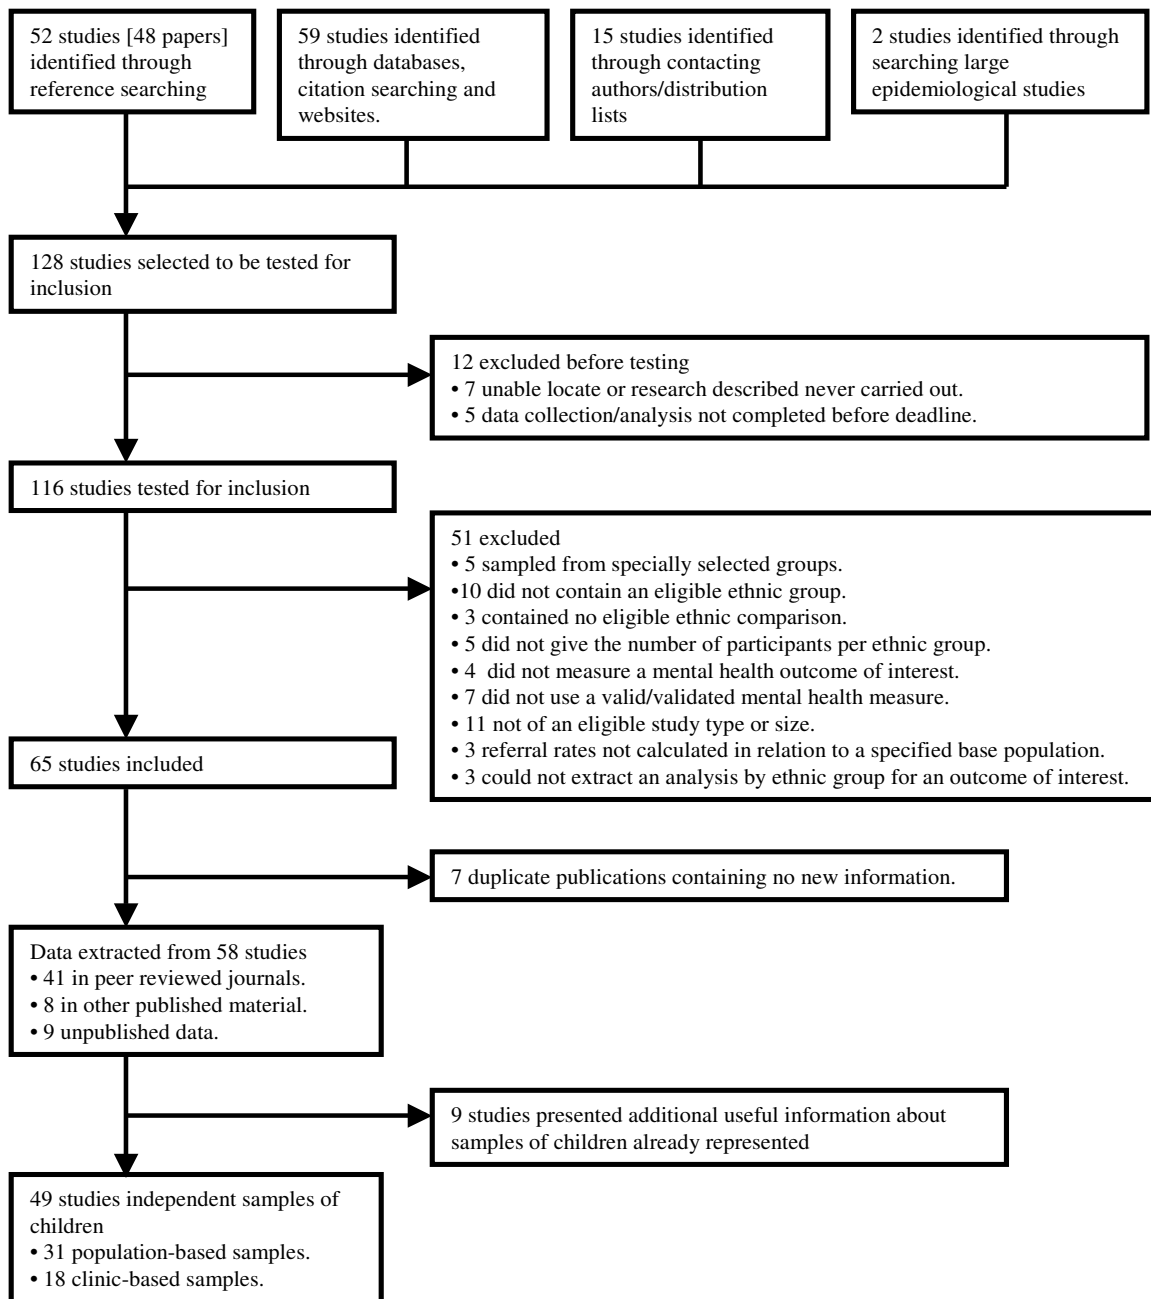 52 studies [48 papers]
identified through
reference searching
59 studies identified
through databases,
citation searching and
websites.
15 studies identified
through contacting
authors/distribution
lists
2 studies identified through
searching large
epidemiological studies
128 studies selected to be tested for
inclusion
12 excluded before testing
• 7 unable locate or research described never carried out.
• 5 data collection/analysis not completed before deadline.
116 studies tested for inclusion
51 excluded
• 5 sampled from specially selected groups.
•10 did not contain an eligible ethnic group.
• 3 contained no eligible ethnic comparison.
• 5 did not give the number of participants per ethnic group.
• 4  did not measure a mental health outcome of interest.
• 7 did not use a valid/validated mental health measure.
• 11 not of an eligible study type or size.
• 3 referral rates not calculated in relation to a specified base population.
• 3 could not extract an analysis by ethnic group for an outcome of interest.
65 studies included
7 duplicate publications containing no new information.
Data extracted from 58 studies
• 41 in peer reviewed journals.
• 8 in other published material.
• 9 unpublished data.
9 studies presented additional useful information about
samples of children already represented
49 studies independent samples of
children
• 31 population-based samples.
• 18 clinic-based samples.